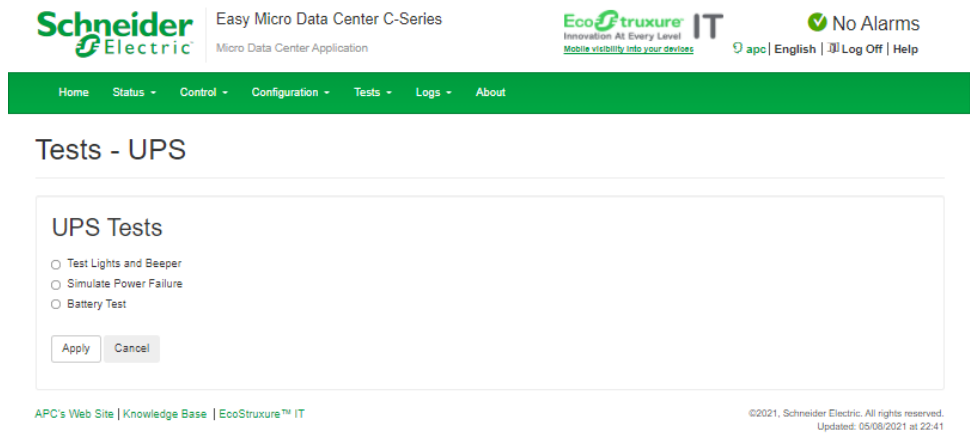 Schneider Electric
Easy Micro Data Center C-Series
Micro Data Center Application
EcoStruxure IT
Innovation At Every Level
Mobile visibility into your devices
No Alarms
apc | English | Log Off | Help
Home Status Control Configuration Tests Logs About
Tests - UPS
UPS Tests
Test Lights and Beeper
Simulate Power Failure
Battery Test
Apply Cancel
APC's Web Site | Knowledge Base | EcoStruxure™ IT
©2021, Schneider Electric. All rights reserved.
Updated: 05/08/2021 at 22:41